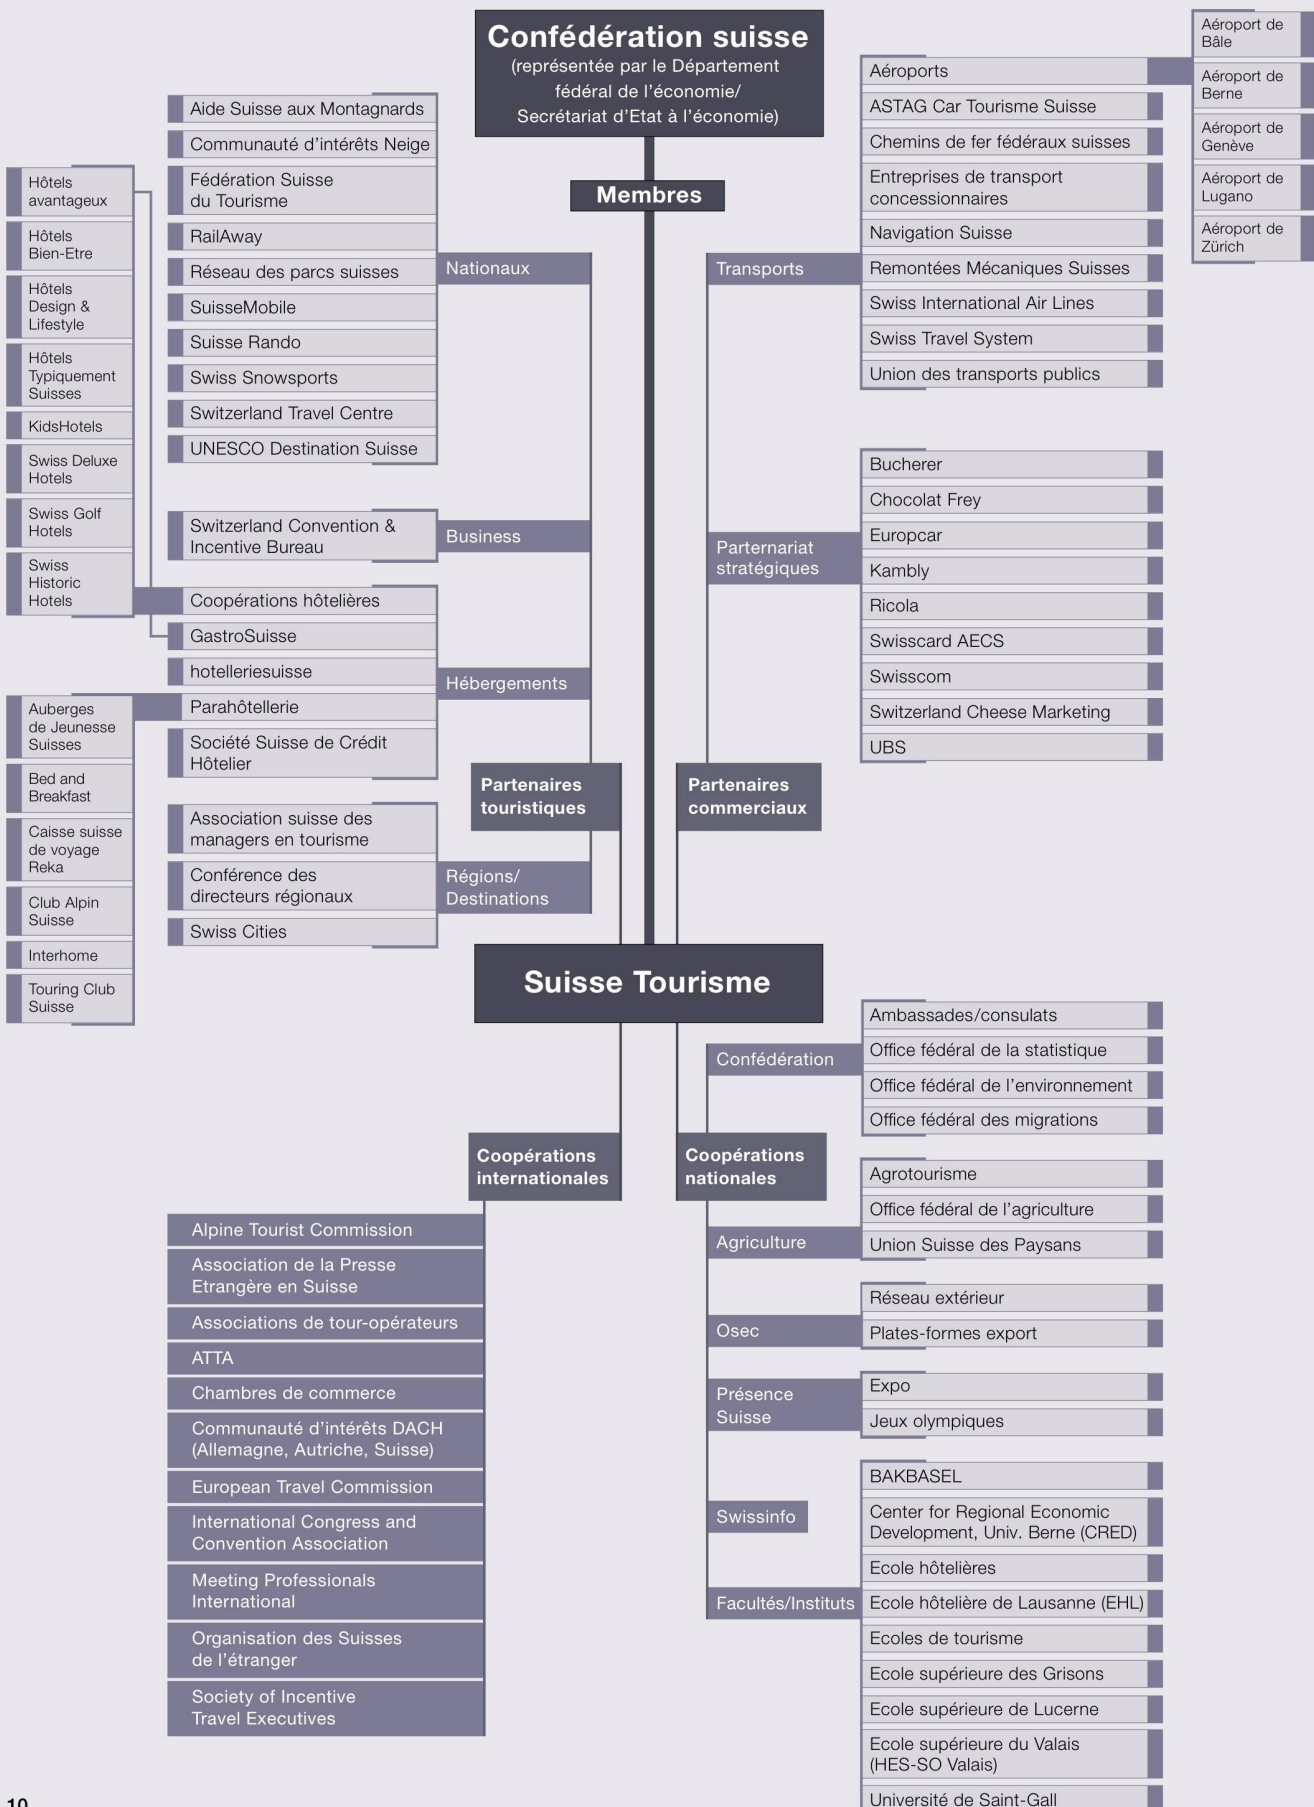 Confédération suisse
(représentée par le Département
fédéral de l'économie/
Secrétariat d'Etat à l'économie)
Membres
Aide Suisse aux Montagnards
Communauté d'intérêts Neige
Fédération Suisse
du Tourisme
RailAway
Réseau des parcs suisses
SuisseMobile
Suisse Rando
Swiss Snowsports
Switzerland Travel Centre
UNESCO Destination Suisse
Nationaux
Hôtels
avantageux
Hôtels
Bien-Etre
Hôtels
Design &
Lifestyle
Hôtels
Typiquement
Suisses
KidsHotels
Swiss Deluxe
Hotels
Swiss Golf
Hotels
Swiss
Historic
Hotels
Switzerland Convention &
Incentive Bureau
Business
Coopérations hôtelières
GastroSuisse
hotelleriesuisse
Parahôtellerie
Société Suisse de Crédit
Hôtelier
Hébergements
Auberges
de Jeunesse
Suisses
Bed and
Breakfast
Caisse suisse
de voyage
Reka
Club Alpin
Suisse
Interhome
Touring Club
Suisse
Association suisse des
managers en tourisme
Conférence des
directeurs régionaux
Swiss Cities
Régions/
Destinations
Partenaires
touristiques
Transports
Aéroports
ASTAG Car Tourisme Suisse
Chemins de fer fédéraux suisses
Entreprises de transport
concessionnaires
Navigation Suisse
Remontées Mécaniques Suisses
Swiss International Air Lines
Swiss Travel System
Union des transports publics
Aéroport de
Bâle
Aéroport de
Berne
Aéroport de
Genève
Aéroport de
Lugano
Aéroport de
Zürich
Parternariat
stratégiques
Bucherer
Chocolat Frey
Europcar
Kambly
Ricola
Swisscard AECS
Swisscom
Switzerland Cheese Marketing
UBS
Partenaires
commerciaux
Suisse Tourisme
Coopérations
internationales
Alpine Tourist Commission
Association de la Presse
Etrangère en Suisse
Associations de tour-opérateurs
ATTA
Chambres de commerce
Communauté d'intérêts DACH
(Allemagne, Autriche, Suisse)
European Travel Commission
International Congress and
Convention Association
Meeting Professionals
International
Organisation des Suisses
de l'étranger
Society of Incentive
Travel Executives
Coopérations
nationales
Confédération
Ambassades/consulats
Office fédéral de la statistique
Office fédéral de l'environnement
Office fédéral des migrations
Agriculture
Agrotourisme
Office fédéral de l'agriculture
Union Suisse des Paysans
Osec
Réseau extérieur
Plates-formes export
Présence
Suisse
Expo
Jeux olympiques
Swissinfo
Facultés/Instituts
BAKBASEL
Center for Regional Economic
Development, Univ. Berne (CRED)
Ecole hôtelières
Ecole hôtelière de Lausanne (EHL)
Ecoles de tourisme
Ecole supérieure des Grisons
Ecole supérieure de Lucerne
Ecole supérieure du Valais
(HES-SO Valais)
Université de Saint-Gall
10